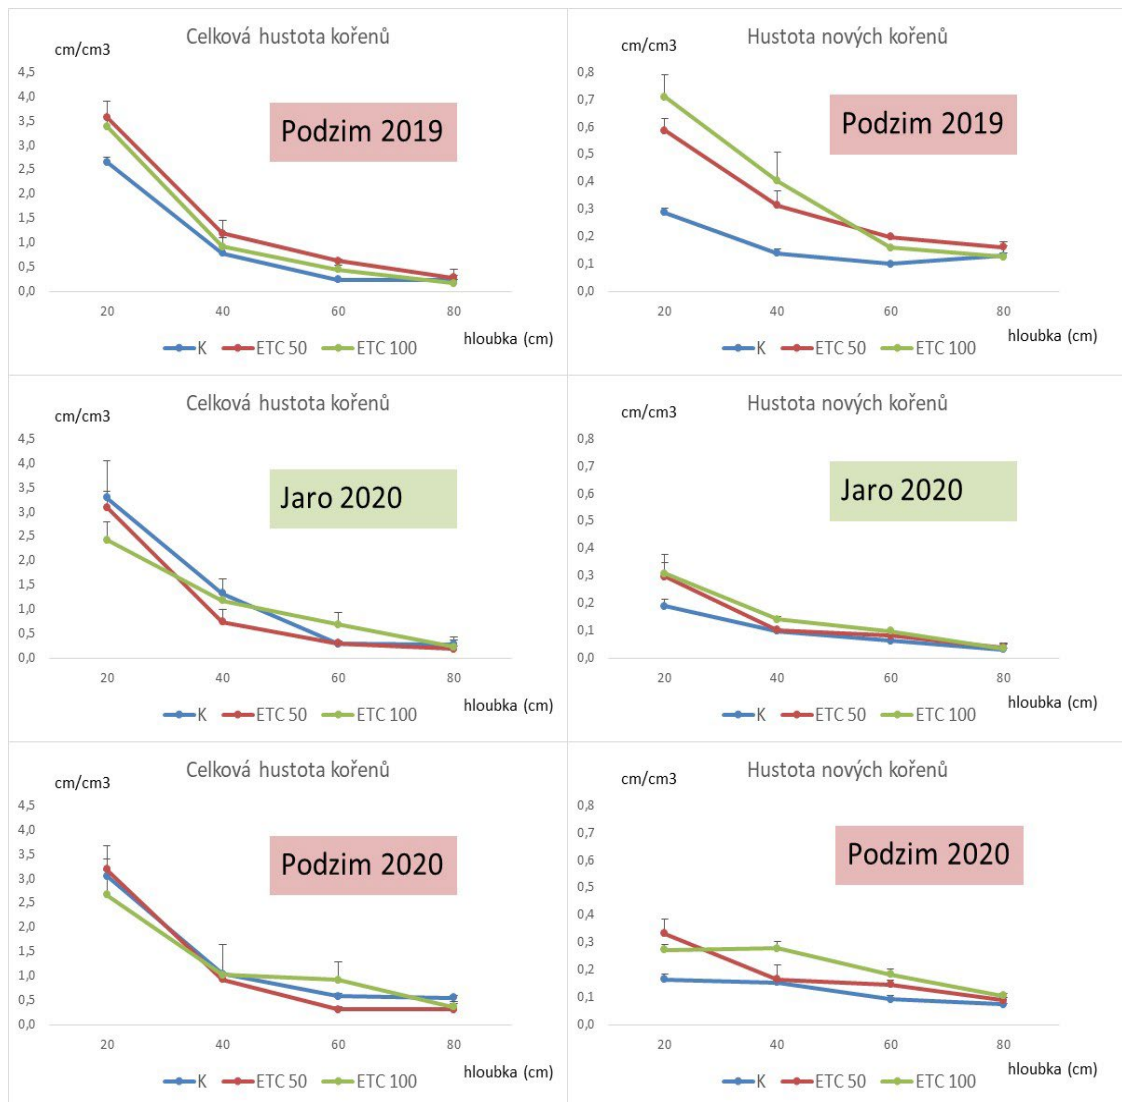 Celková hustota kořenů
cm/cm3
4,5
4,0
3,5
3,0
2,5
2,0
1,5
1,0
0,5
0,0
Podzim 2019
20 40 60 80
hloubka (cm)
K ETC 50 ETC 100
Hustota nových kořenů
cm/cm3
0,8
0,7
0,6
0,5
0,4
0,3
0,2
0,1
0,0
Podzim 2019
20 40 60 80
hloubka (cm)
K ETC 50 ETC 100
Celková hustota kořenů
cm/cm3
4,5
4,0
3,5
3,0
2,5
2,0
1,5
1,0
0,5
0,0
Jaro 2020
20 40 60 80
hloubka (cm)
K ETC 50 ETC 100
Hustota nových kořenů
cm/cm3
0,8
0,7
0,6
0,5
0,4
0,3
0,2
0,1
0,0
Jaro 2020
20 40 60 80
hloubka (cm)
K ETC 50 ETC 100
Celková hustota kořenů
cm/cm3
4,5
4,0
3,5
3,0
2,5
2,0
1,5
1,0
0,5
0,0
Podzim 2020
20 40 60 80
hloubka (cm)
K ETC 50 ETC 100
Hustota nových kořenů
cm/cm3
0,8
0,7
0,6
0,5
0,4
0,3
0,2
0,1
0,0
Podzim 2020
20 40 60 80
hloubka (cm)
K ETC 50 ETC 100